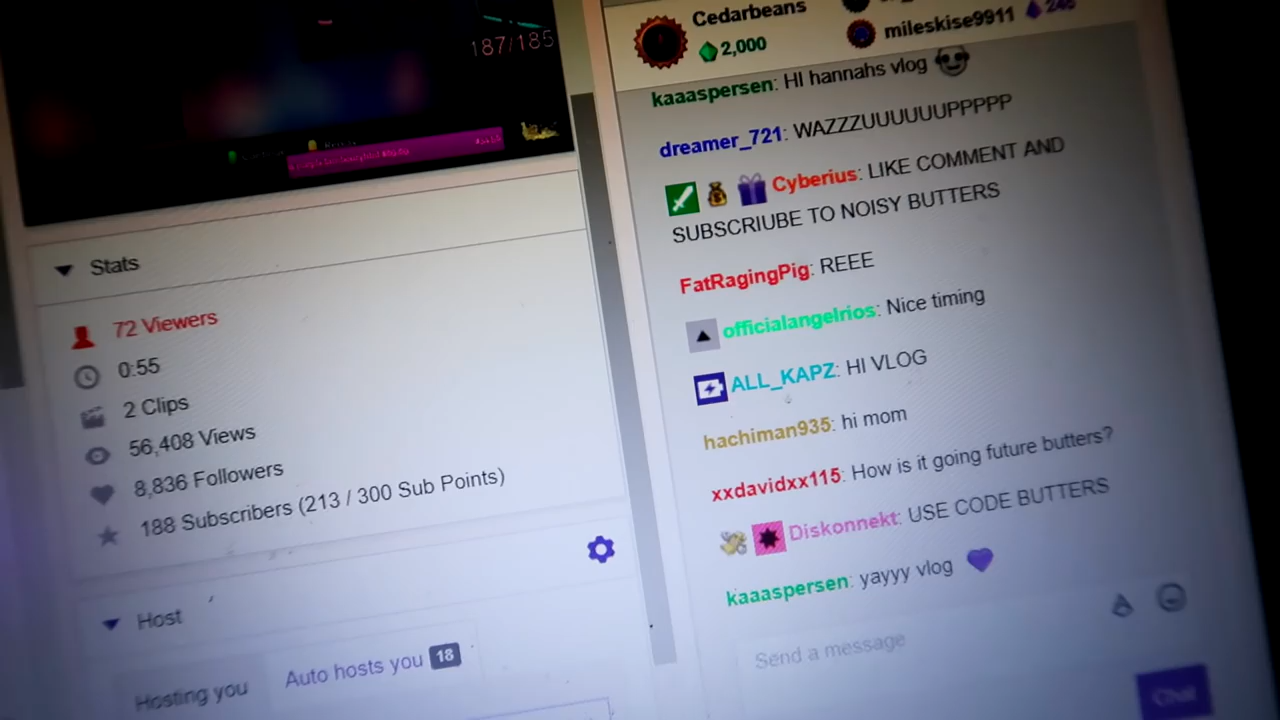 187/185
Stats
72 Viewers
0:55
2 Clips
56,408 Views
8,836 Followers
188 Subscribers (213 / 300 Sub Points)
Host
Hosting you
Auto hosts you 18
Cedarbeans
2,000
mileskise9911
kaaaspersen: HI hannahs vlog
dreamer_721: WAZZZUUUUUUPPPPP
Cyberius: LIKE COMMENT AND
SUBSCRIUBE TO NOISY BUTTERS
FatRagingPig: REEE
officialangelrios: Nice timing
ALL_KAPZ: HI VLOG
hachiman935: hi mom
xxdavidxx115: How is it going future butters?
Diskonnekt: USE CODE BUTTERS
kaaaspersen: yayyy vlog
Send a message
Chat